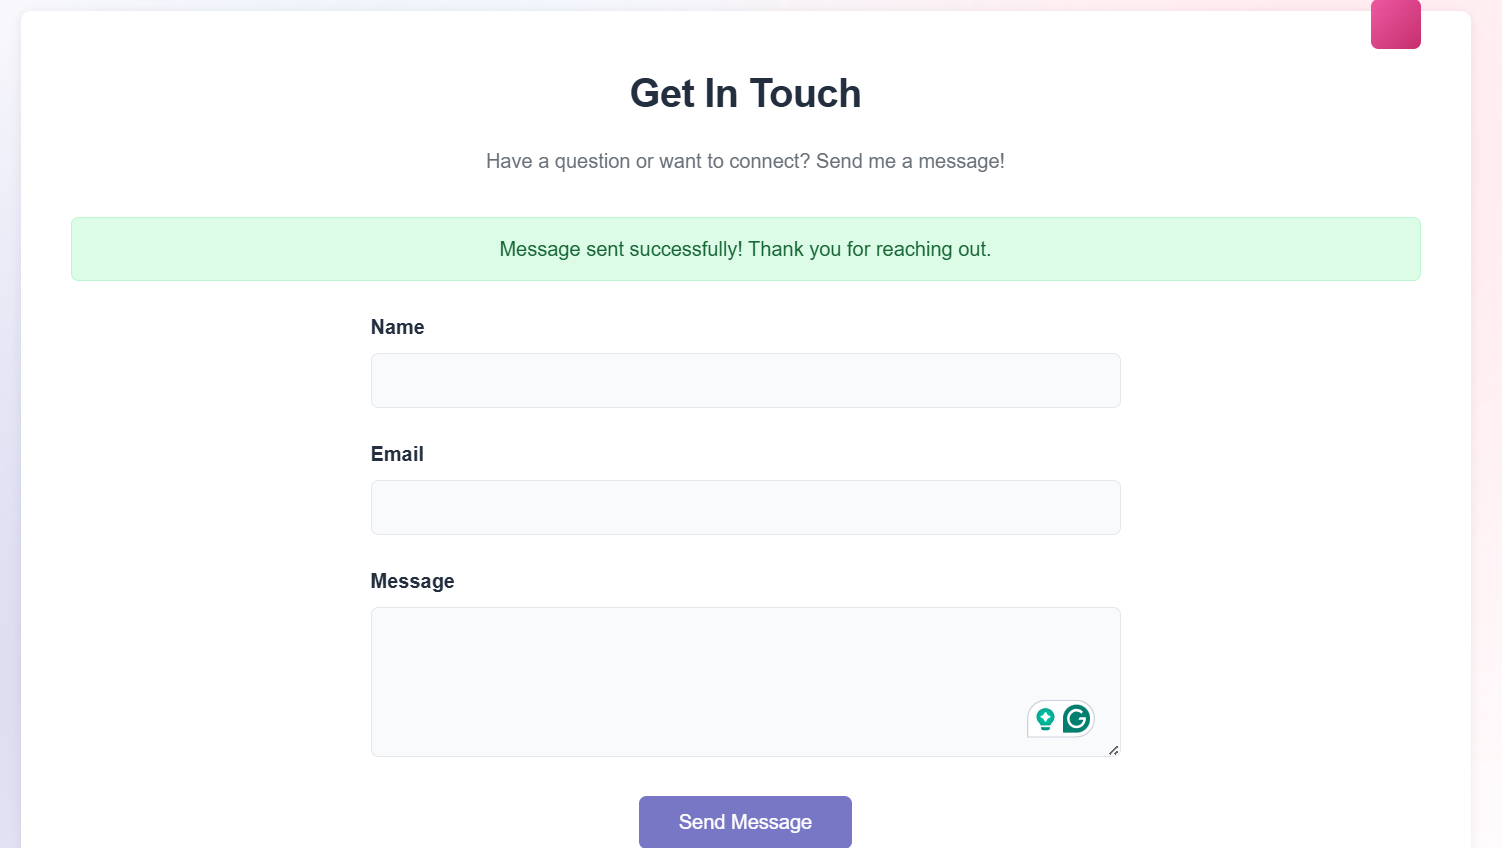 Get In Touch
Have a question or want to connect? Send me a message!
Message sent successfully! Thank you for reaching out.
Name
Email
Message
Send Message